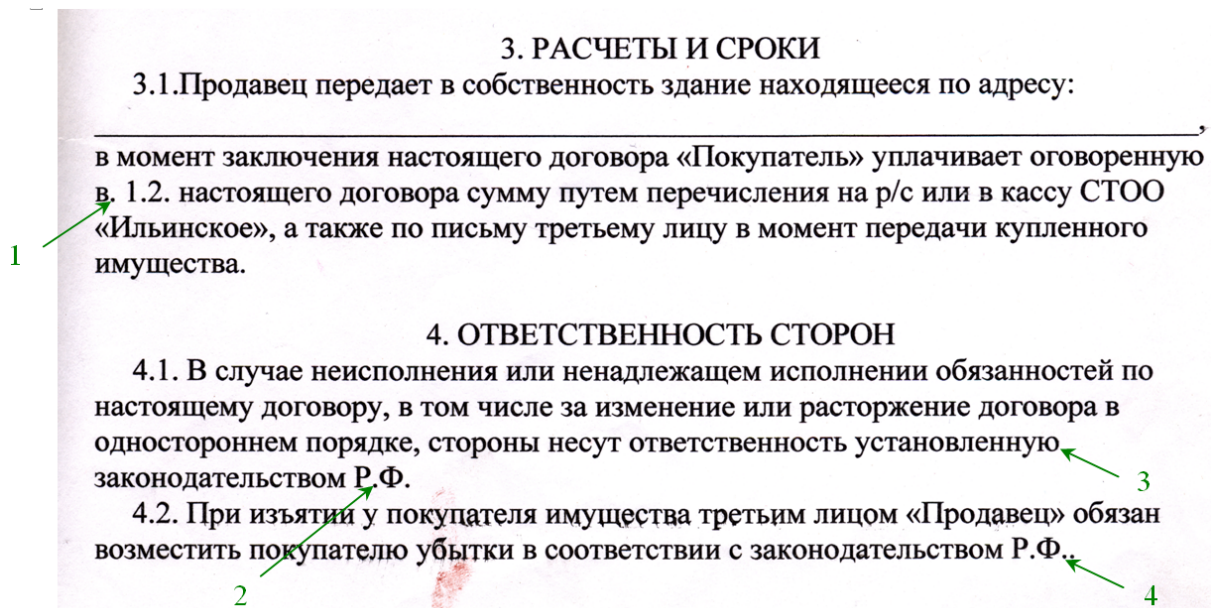 3. РАСЧЕТЫ И СРОКИ
3.1.Продавец передает в собственность здание находящееся по адресу:
________________________________________,
в момент заключения настоящего договора «Покупатель» уплачивает оговоренную
в. 1.2. настоящего договора сумму путем перечисления на р/с или в кассу СТОО
1
«Ильинское», а также по письму третьему лицу в момент передачи купленного
имущества.
4. ОТВЕТСТВЕННОСТЬ СТОРОН
4.1. В случае неисполнения или ненадлежащем исполнении обязанностей по
настоящему договору, в том числе за изменение или расторжение договора в
одностороннем порядке, стороны несут ответственность установленную
законодательством Р.Ф.
3
4.2. При изъятии у покупателя имущества третьим лицом «Продавец» обязан
возместить покупателю убытки в соответствии с законодательством Р.Ф..
2
4